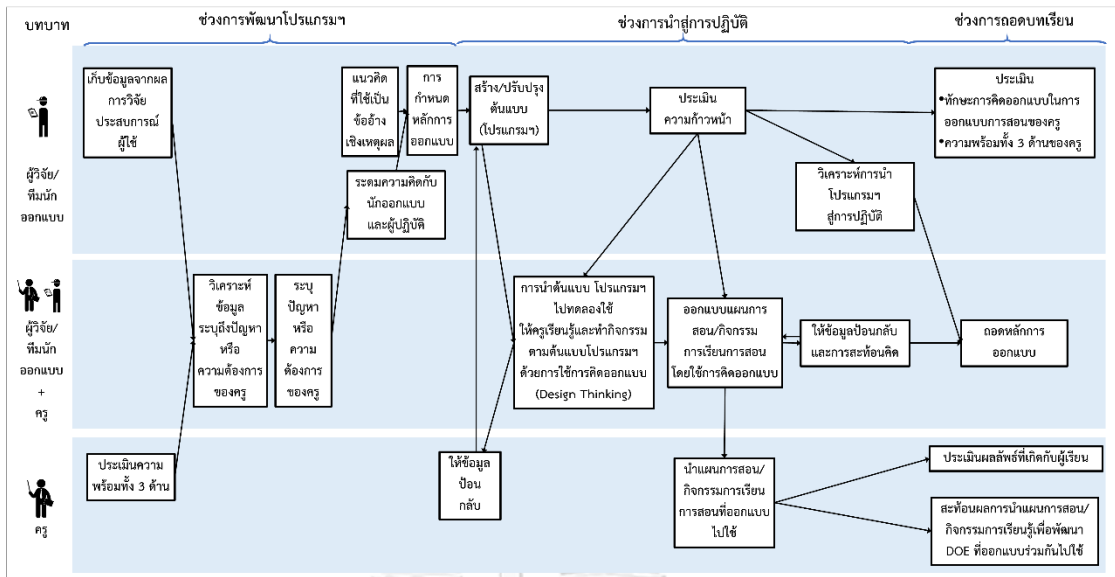 บทบาท
ช่วงการพัฒนาโปรแกรมฯ
ช่วงการนำสู่การปฏิบัติ
ช่วงการถอดบทเรียน
ผู้วิจัย/
ทีมนัก
ออกแบบ
เก็บข้อมูลจากผล
การวิจัย
ประสบการณ์
ผู้ใช้
แนวคิด
ที่ใช้เป็น
ข้ออ้าง
เชิงเหตุผล
การ
กำหนด
หลักการ
ออกแบบ
สร้าง/ปรับปรุง
ต้นแบบ
(โปรแกรมฯ)
ประเมิน
ความก้าวหน้า
ประเมิน
•ทักษะการคิดออกแบบในการ
ออกแบบการสอนของครู
•ความพร้อมทั้ง 3 ด้านของครู
ระดมความคิดกับ
นักออกแบบ
และผู้ปฏิบัติ
วิเคราะห์การนำ
โปรแกรมฯ
สู่การปฏิบัติ
ผู้วิจัย/
ทีมนัก
ออกแบบ
+
ครู
วิเคราะห์
ข้อมูล
ระบุถึงปัญหา
หรือ
ความต้องการ
ของครู
ระบุ
ปัญหา
หรือ
ความ
ต้องการ
ของครู
การนำต้นแบบ โปรแกรมฯ
ไปทดลองใช้
ให้ครูเรียนรู้และทำกิจกรรม
ตามต้นแบบโปรแกรมฯ
ด้วยการใช้การคิดออกแบบ
(Design Thinking)
ออกแบบแผนการ
สอน/กิจกรรม
การเรียนการสอน
โดยใช้การคิดออกแบบ
ให้ข้อมูลป้อนกลับ
และการสะท้อนคิด
ถอดหลักการ
ออกแบบ
ครู
ประเมินความ
พร้อมทั้ง 3 ด้าน
ให้ข้อมูล
ป้อน
กลับ
นำแผนการสอน/
กิจกรรมการเรียน
การสอนที่ออกแบบ
ไปใช้
ประเมินผลลัพธ์ที่เกิดกับผู้เรียน
สะท้อนผลการนำแผนการสอน/
กิจกรรมการเรียนรู้เพื่อพัฒนา
DOE ที่ออกแบบร่วมกันไปใช้